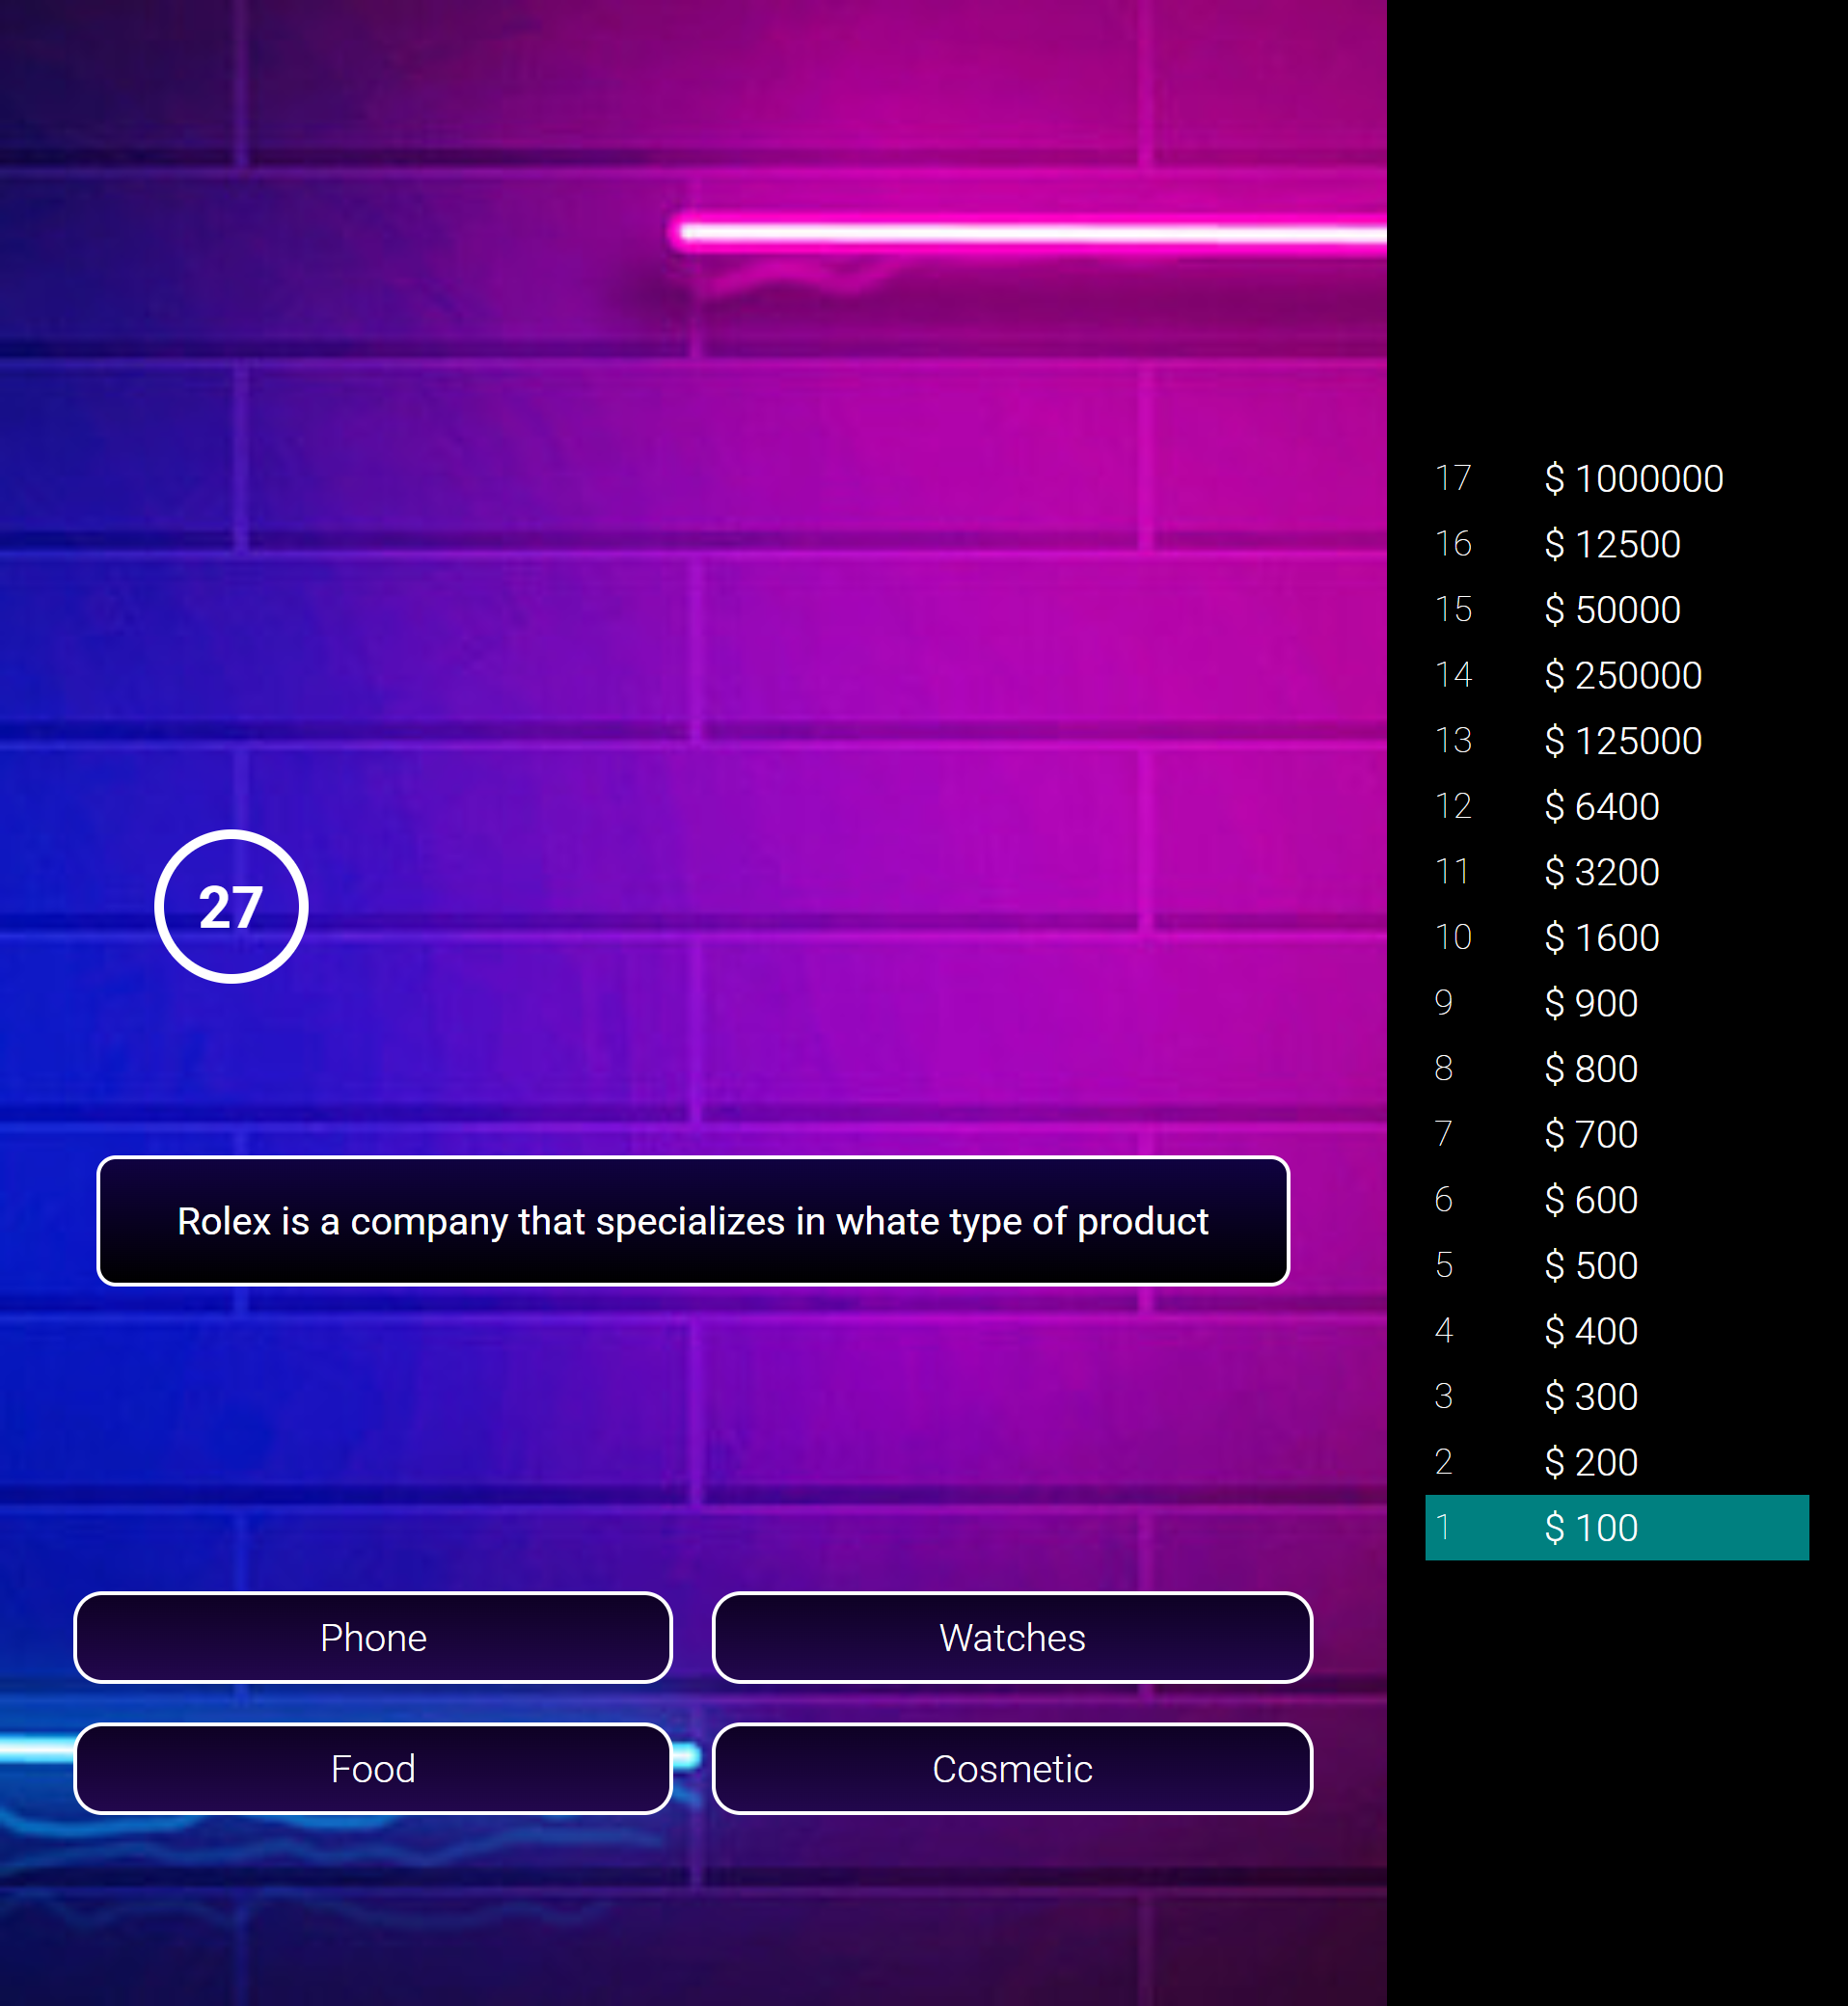 27
Rolex is a company that specializes in whate type of product
Phone
Watches
Food
Cosmetic
17 $ 1000000
16 $ 12500
15 $ 50000
14 $ 250000
13 $ 125000
12 $ 6400
11 $ 3200
10 $ 1600
9 $ 900
8 $ 800
7 $ 700
6 $ 600
5 $ 500
4 $ 400
3 $ 300
2 $ 200
1 $ 100